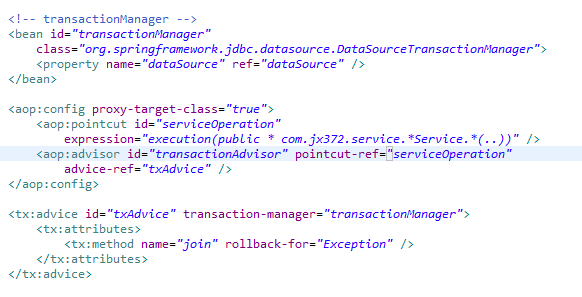 <!-- transactionManager -->
<bean id="transactionManager"
class="org.springframework.jdbc.datasource.DataSourceTransactionManager">
<property name="dataSource" ref="dataSource" />
</bean>
<aop:config proxy-target-class="true">
<aop:pointcut id="serviceOperation"
expression="execution(public * com.jx372.service.*Service.*(..))" />
<aop:advisor id="transactionAdvisor" pointcut-ref="serviceOperation"
advice-ref="txAdvice" />
</aop:config>
<tx:advice id="txAdvice" transaction-manager="transactionManager">
<tx:attributes>
<tx:method name="join" rollback-for="Exception" />
</tx:attributes>
</tx:advice>